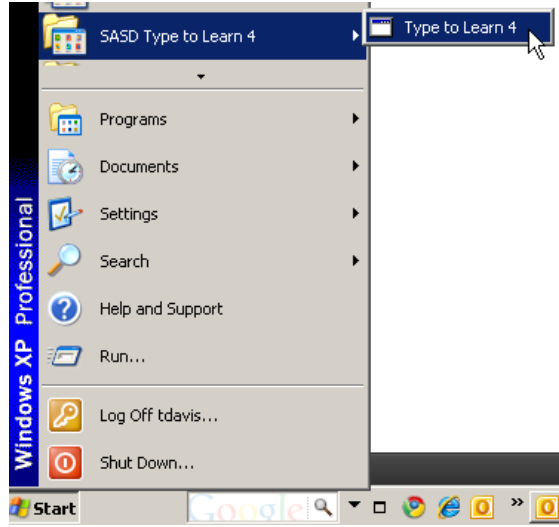 SASD Type to Learn 4
Type to Learn 4
Programs
Documents
Settings
Search
Help and Support
Run...
Log Off tdavis...
Shut Down...
Windows XP Professional
Start
Google